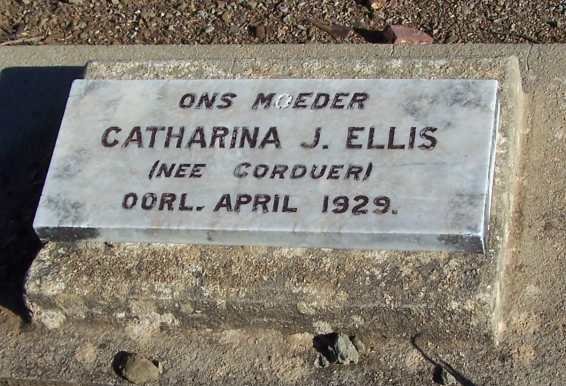 ONS MOEDER
CATHARINA J. ELLIS
(NEE CORDUER)
OORL. APRIL 1929.